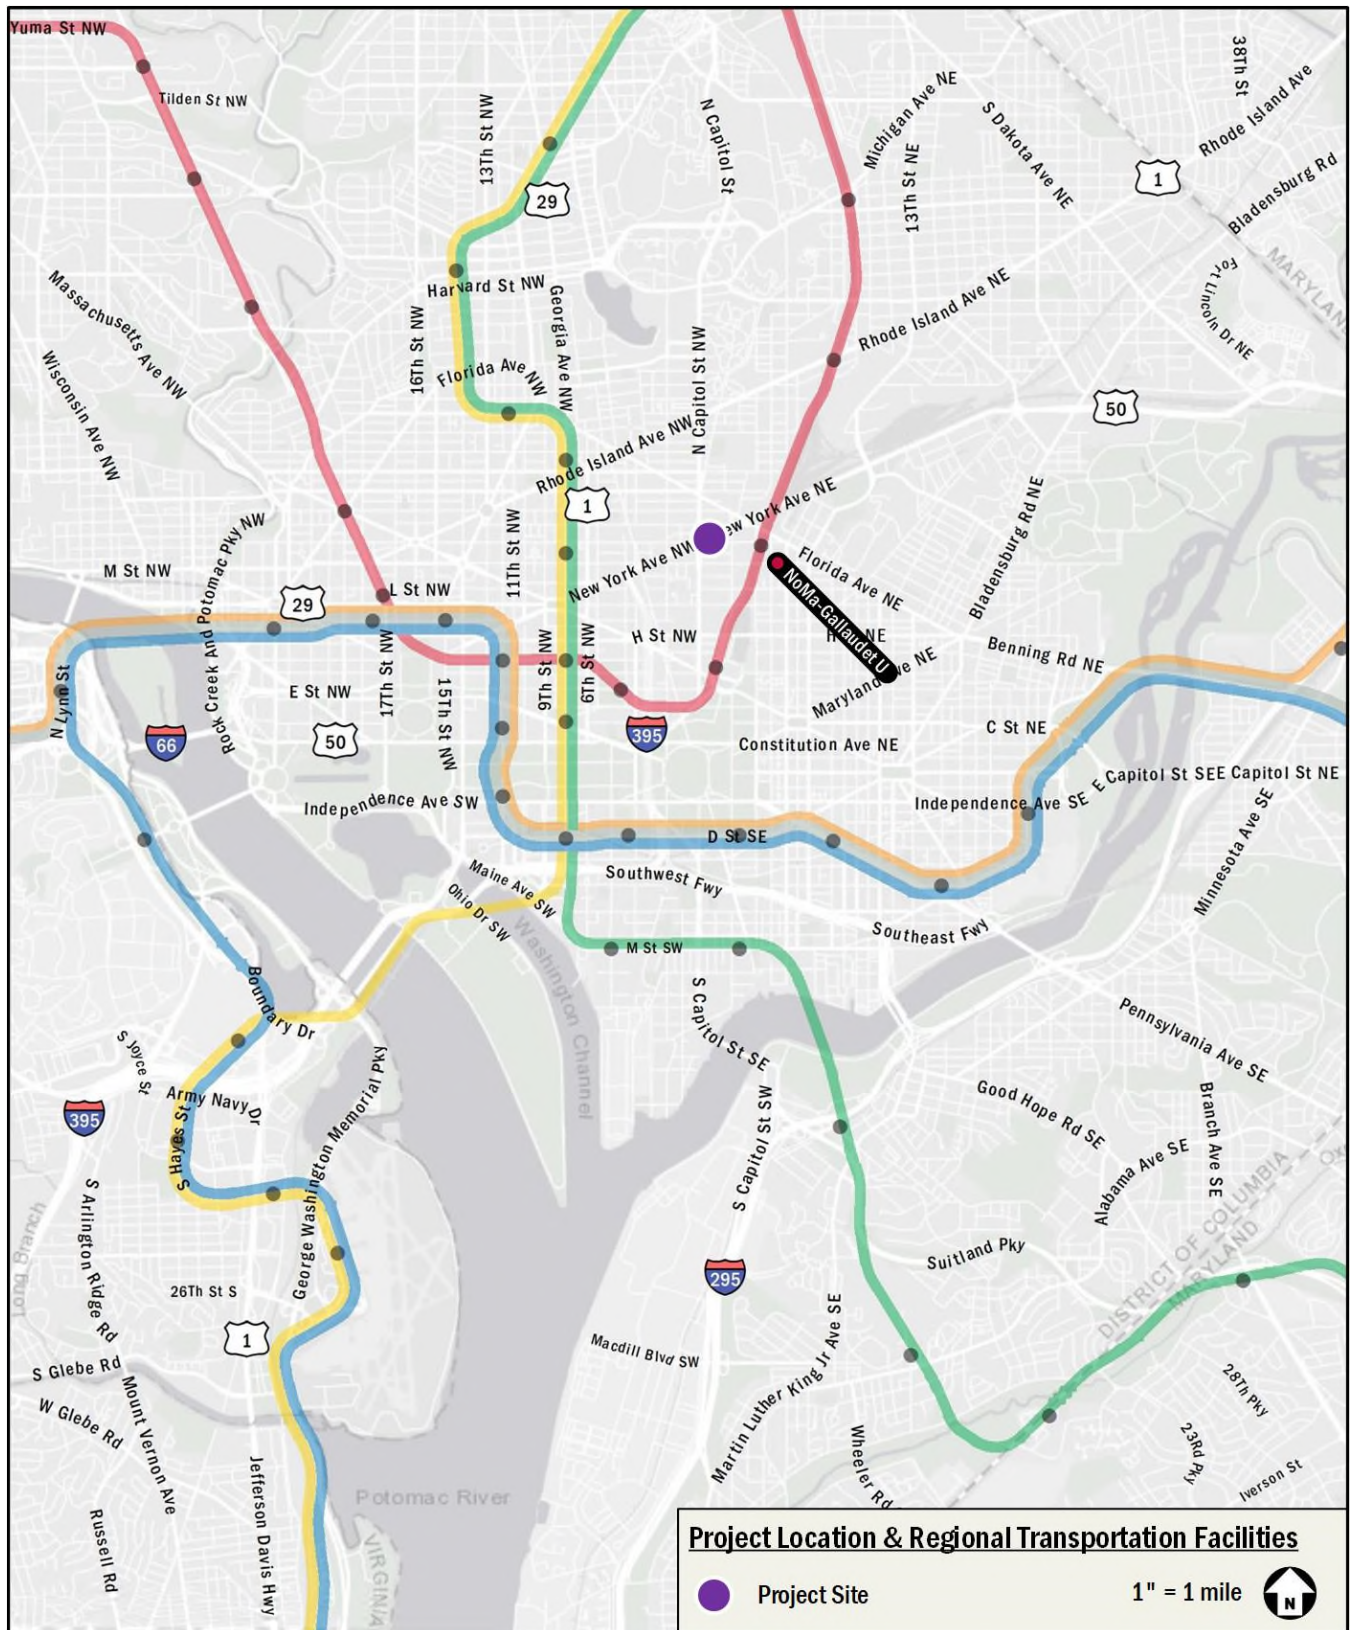 Yuma St NW
Tilden St NW
13Th St NW
N Capitol St
Michigan Ave NE
13Th St NE
S Dakota Ave NE
38Th St
Rhode Island Ave
1
Bladensburg Rd
29
MARYLAND
Fort Lincoln Dr NE
Massachusetts Ave NW
Harvard St NW
Georgia Ave NW
16Th St NW
Rhode Island Ave NE
Wisconsin Ave NW
Florida Ave NW
N Capitol St NW
50
Rhode Island Ave NW
1
New York Ave NE
Bladensburg Rd NE
Rock Creek And Potomac Pky NW
11Th St NW
New York Ave NW
Florida Ave NE
NoMa-Gallaudet U
M St NW
L St NW
29
H St NW
NE
Benning Rd NE
9Th St NW
6Th St NW
17Th St NW
15Th St NW
E St NW
N Lynn St
Maryland Ave NE
66
50
395
Constitution Ave NE
C St NE
E Capitol St SE
E Capitol St NE
Independence Ave SW
Independence Ave SE
D St SE
Minnesota Ave SE
Maine Ave SW
Southwest Fwy
Ohio Dr SW
Southeast Fwy
M St SW
Washington Channel
Boundary Dr
S Capitol St SE
Pennsylvania Ave SE
S Joyce St
Army Navy Dr
George Washington Memorial Pky
395
S Hayes St
S Capitol St SW
Good Hope Rd SE
Branch Ave SE
Alabama Ave SE
S Arlington Ridge Rd
Long Branch
DISTRICT OF COLUMBIA
MARYLAND
Suitland Pky
295
26Th St S
1
Macdill Blvd SW
Martin Luther King Jr Ave SE
S Glebe Rd
W Glebe Rd
Mount Vernon Ave
28Th Pky
23Rd Pky
Wheeler Rd
Iverson St
Jefferson Davis Hwy
Russell Rd
Potomac River
VIRGINIA
Project Location & Regional Transportation Facilities
Project Site
1" = 1 mile
N